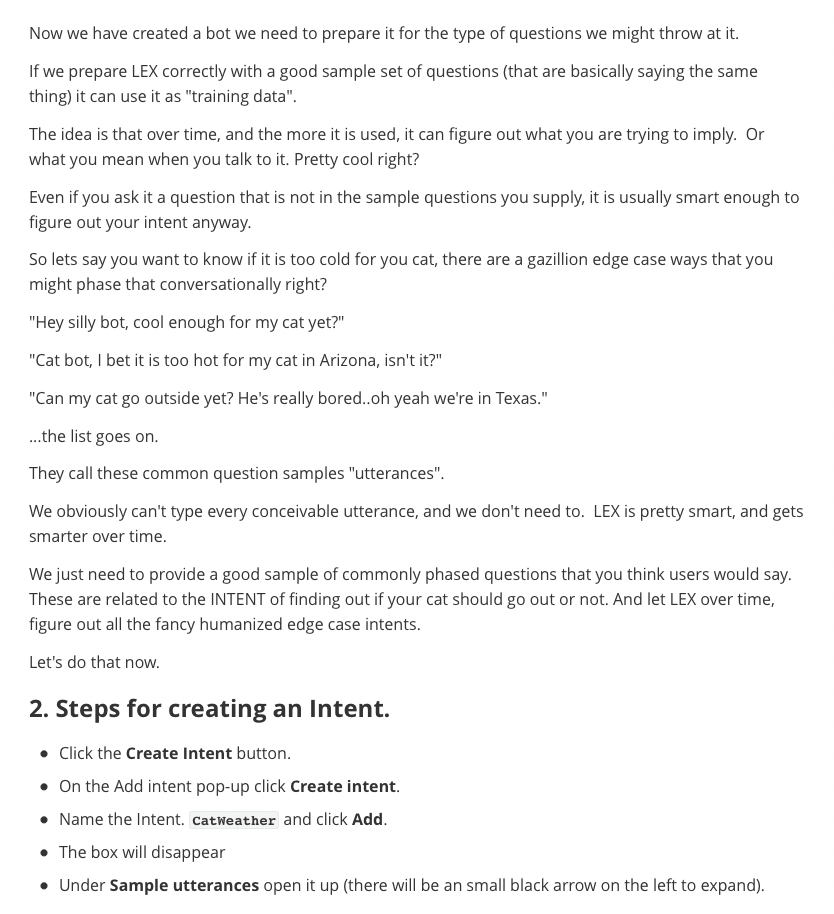 Now we have created a bot we need to prepare it for the type of questions we might throw at it.
If we prepare LEX correctly with a good sample set of questions (that are basically saying the same
thing) it can use it as "training data".
The idea is that over time, and the more it is used, it can figure out what you are trying to imply.  Or
what you mean when you talk to it. Pretty cool right?
Even if you ask it a question that is not in the sample questions you supply, it is usually smart enough to
figure out your intent anyway.
So lets say you want to know if it is too cold for you cat, there are a gazillion edge case ways that you
might phase that conversationally right?
"Hey silly bot, cool enough for my cat yet?"
"Cat bot, I bet it is too hot for my cat in Arizona, isn't it?"
"Can my cat go outside yet? He's really bored..oh yeah we're in Texas."
...the list goes on.
They call these common question samples "utterances".
We obviously can't type every conceivable utterance, and we don't need to.  LEX is pretty smart, and gets
smarter over time.
We just need to provide a good sample of commonly phased questions that you think users would say.
These are related to the INTENT of finding out if your cat should go out or not. And let LEX over time,
figure out all the fancy humanized edge case intents.
Let's do that now.
2. Steps for creating an Intent.
• Click the Create Intent button.
• On the Add intent pop-up click Create intent.
• Name the Intent. CatWeather and click Add.
• The box will disappear
• Under Sample utterances open it up (there will be an small black arrow on the left to expand).